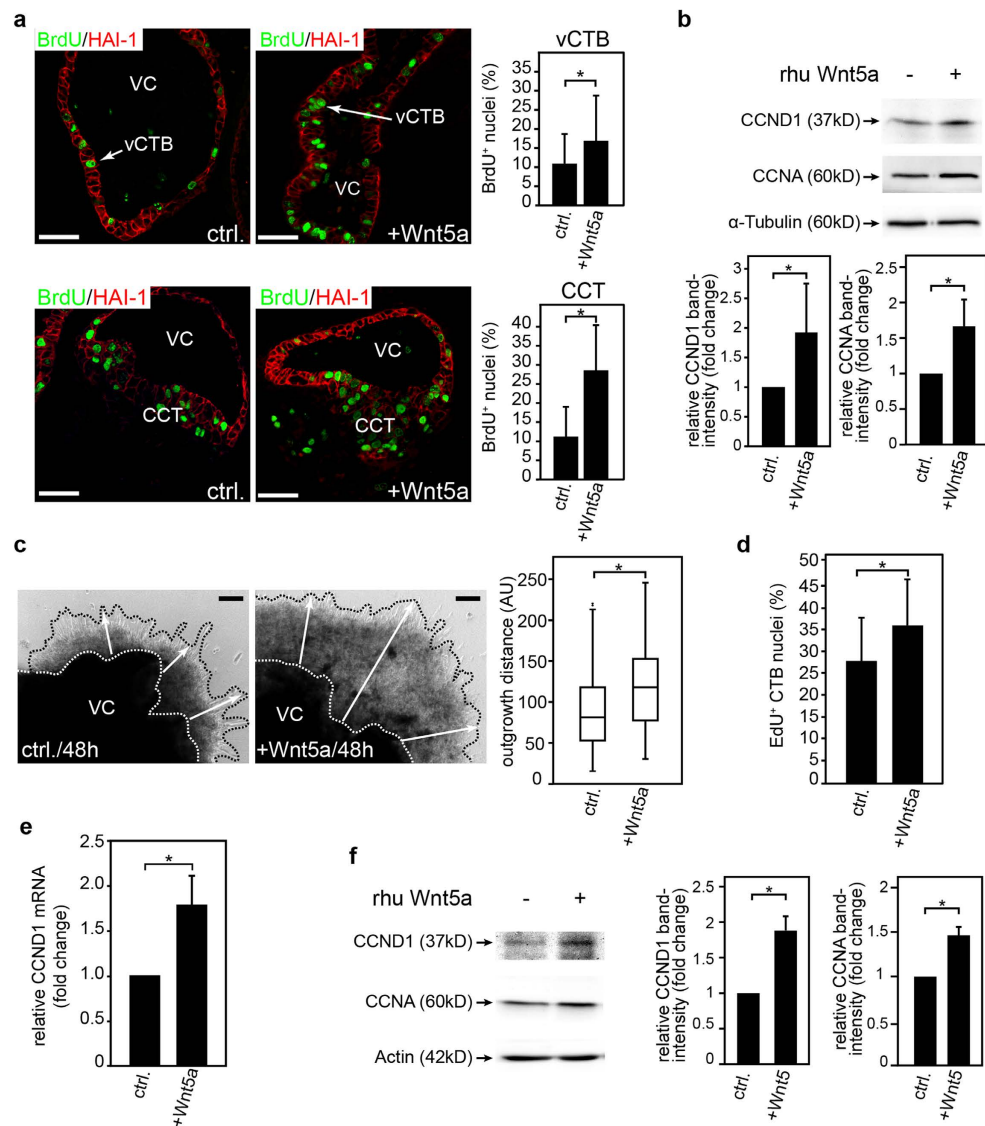 a
BrdU/HAI-1
VC
vCTB
ctrl.
BrdU/HAI-1
vCTB
VC
+Wnt5a
vCTB
BrdU⁺ nuclei (%)
35
30
25
20
15
10
5
0
*
ctrl.
+Wnt5a
BrdU/HAI-1
VC
CCT
ctrl.
BrdU/HAI-1
VC
CCT
+Wnt5a
CCT
BrdU⁺ nuclei (%)
45
40
35
30
25
20
15
10
5
0
*
ctrl.
+Wnt5a
b
rhu Wnt5a - +
CCND1 (37kD)
CCNA (60kD)
α-Tubulin (60kD)
relative CCND1 band-
intensity (fold change)
3
2.5
2
1.5
1
0.5
0
*
ctrl.
+Wnt5a
relative CCNA band-
intensity (fold change)
2.5
2
1.5
1
0.5
0
*
ctrl.
+Wnt5a
c
VC
ctrl./48h
VC
+Wnt5a/48h
outgrowth distance (AU)
250
200
150
100
50
0
*
ctrl.
+Wnt5a
d
EdU⁺ CTB nuclei (%)
50
45
40
35
30
25
20
15
10
5
0
*
ctrl.
+Wnt5a
e
relative CCND1 mRNA
(fold change)
2.5
2.0
1.5
1.0
0.5
0
*
ctrl.
+Wnt5a
f
rhu Wnt5a - +
CCND1 (37kD)
CCNA (60kD)
Actin (42kD)
relative CCND1 band-
intensity (fold change)
2.5
2
1.5
1
0.5
0
*
ctrl.
+Wnt5
relative CCNA band-
intensity (fold change)
2
1.5
1
0.5
0
*
ctrl.
+Wnt5